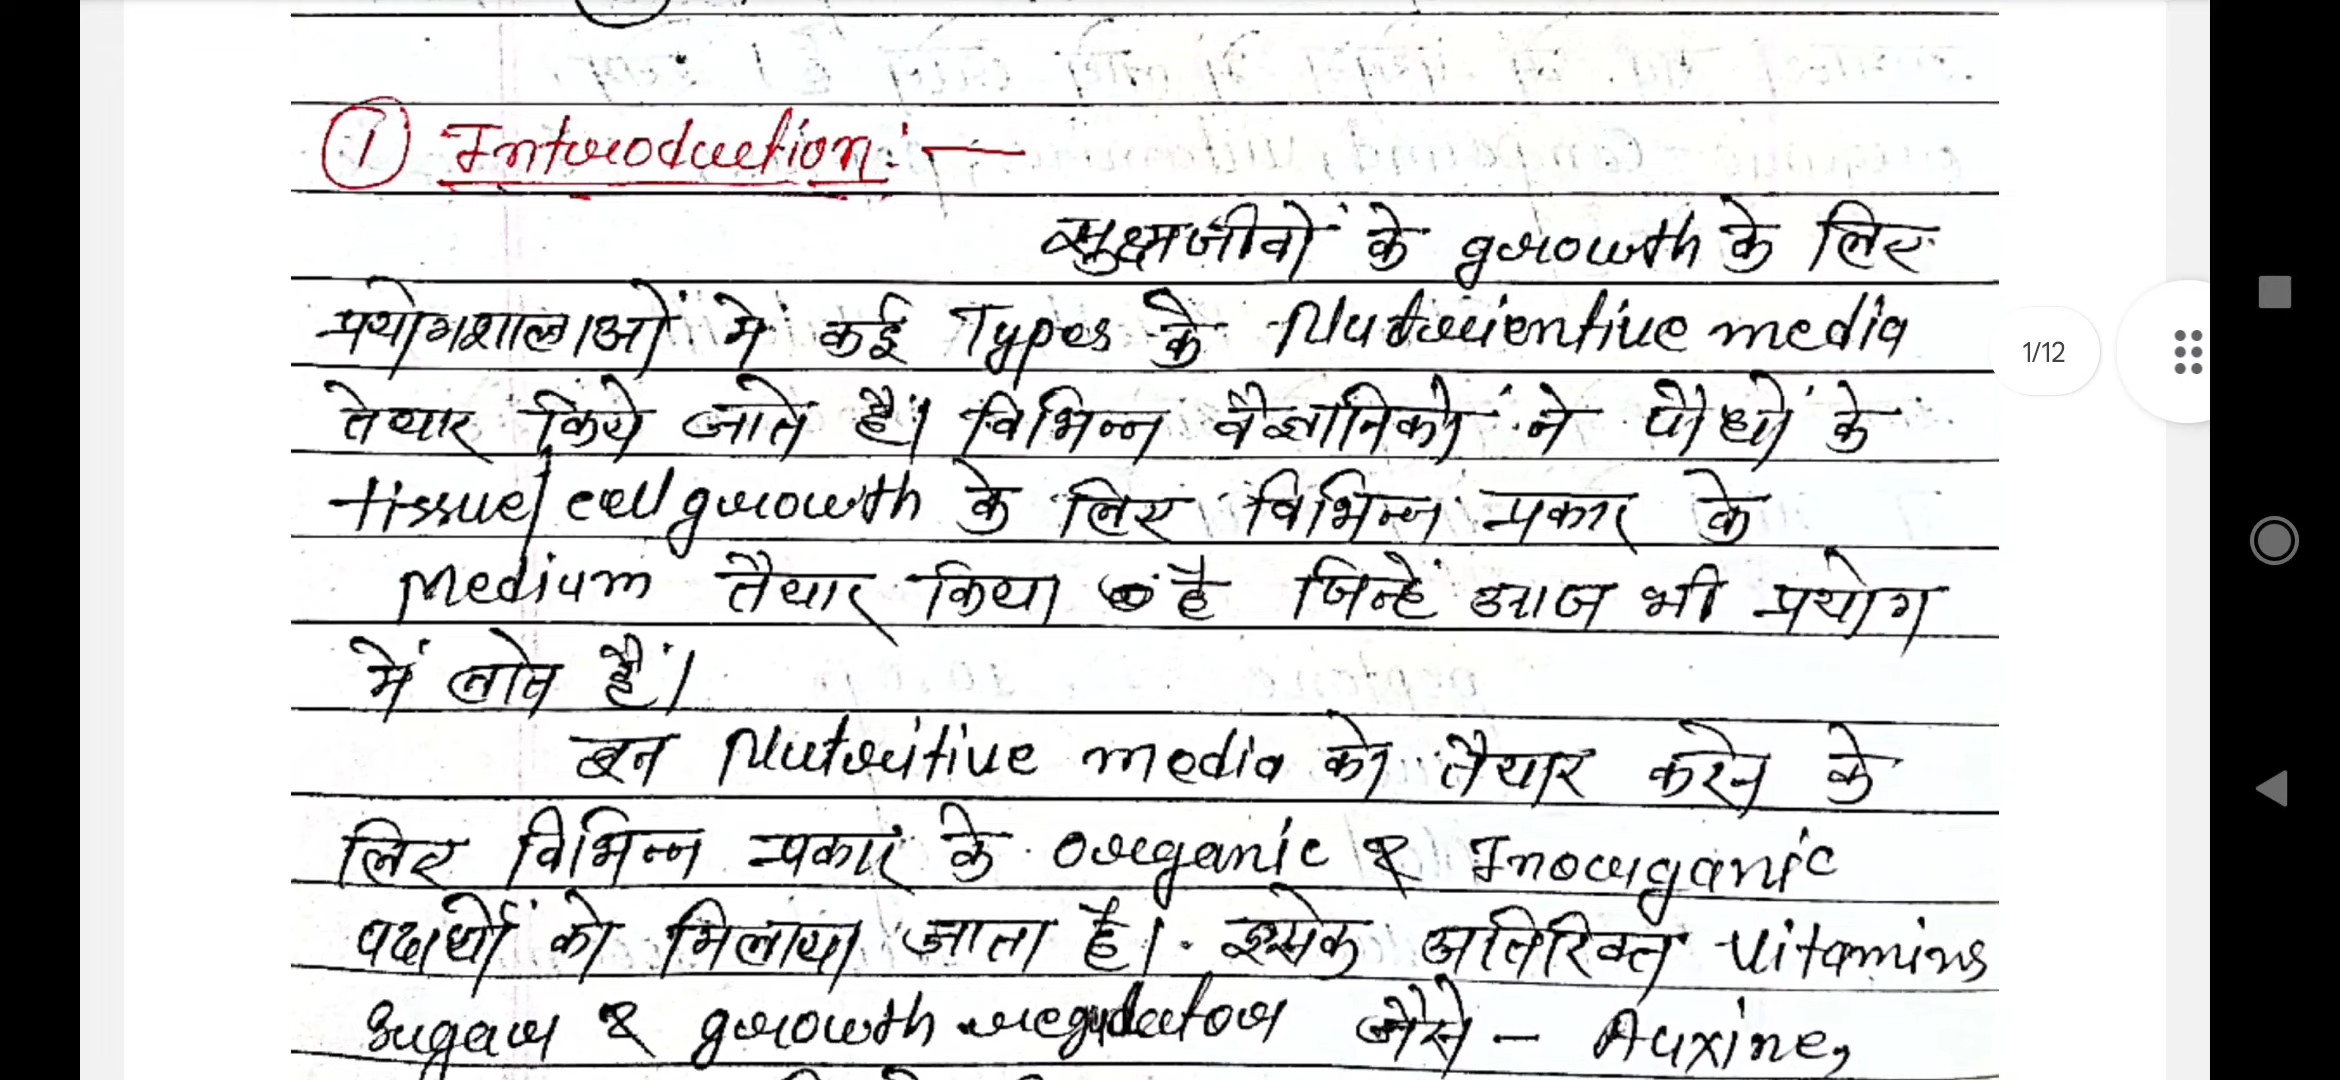 ① Introduction: —
सुक्ष्मजीवों के growth के लिए
प्रयोगशालाओं में कई Types के Nutrientive media
तेयार किये जाते हैं। विभिन्न वैज्ञानिकों ने पौधों के
tissue/cell growth के लिए विभिन्न प्रकार के
Medium तैयार किया है जिन्हें आज भी प्रयोग
में लाते हैं।
इन Nutritive media को तैयार करने के
लिए विभिन्न प्रकार के Organic & Inorganic
पदार्थों को मिलाया जाता है। इसके अतिरिक्त Vitamins
Sugar & growth regulator जैसे – Auxine,
1/12